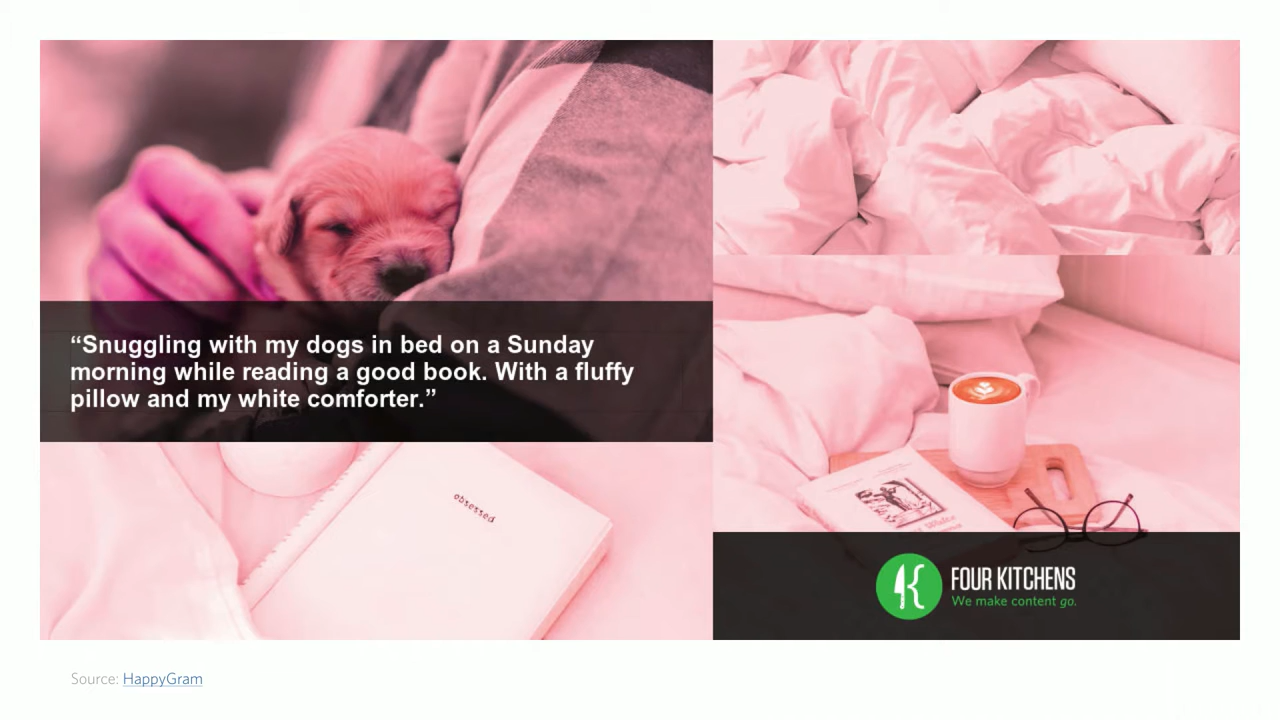 “Snuggling with my dogs in bed on a Sunday
morning while reading a good book. With a fluffy
pillow and my white comforter.”
obsessed
FOUR KITCHENS
We make content go.
Source: HappyGram